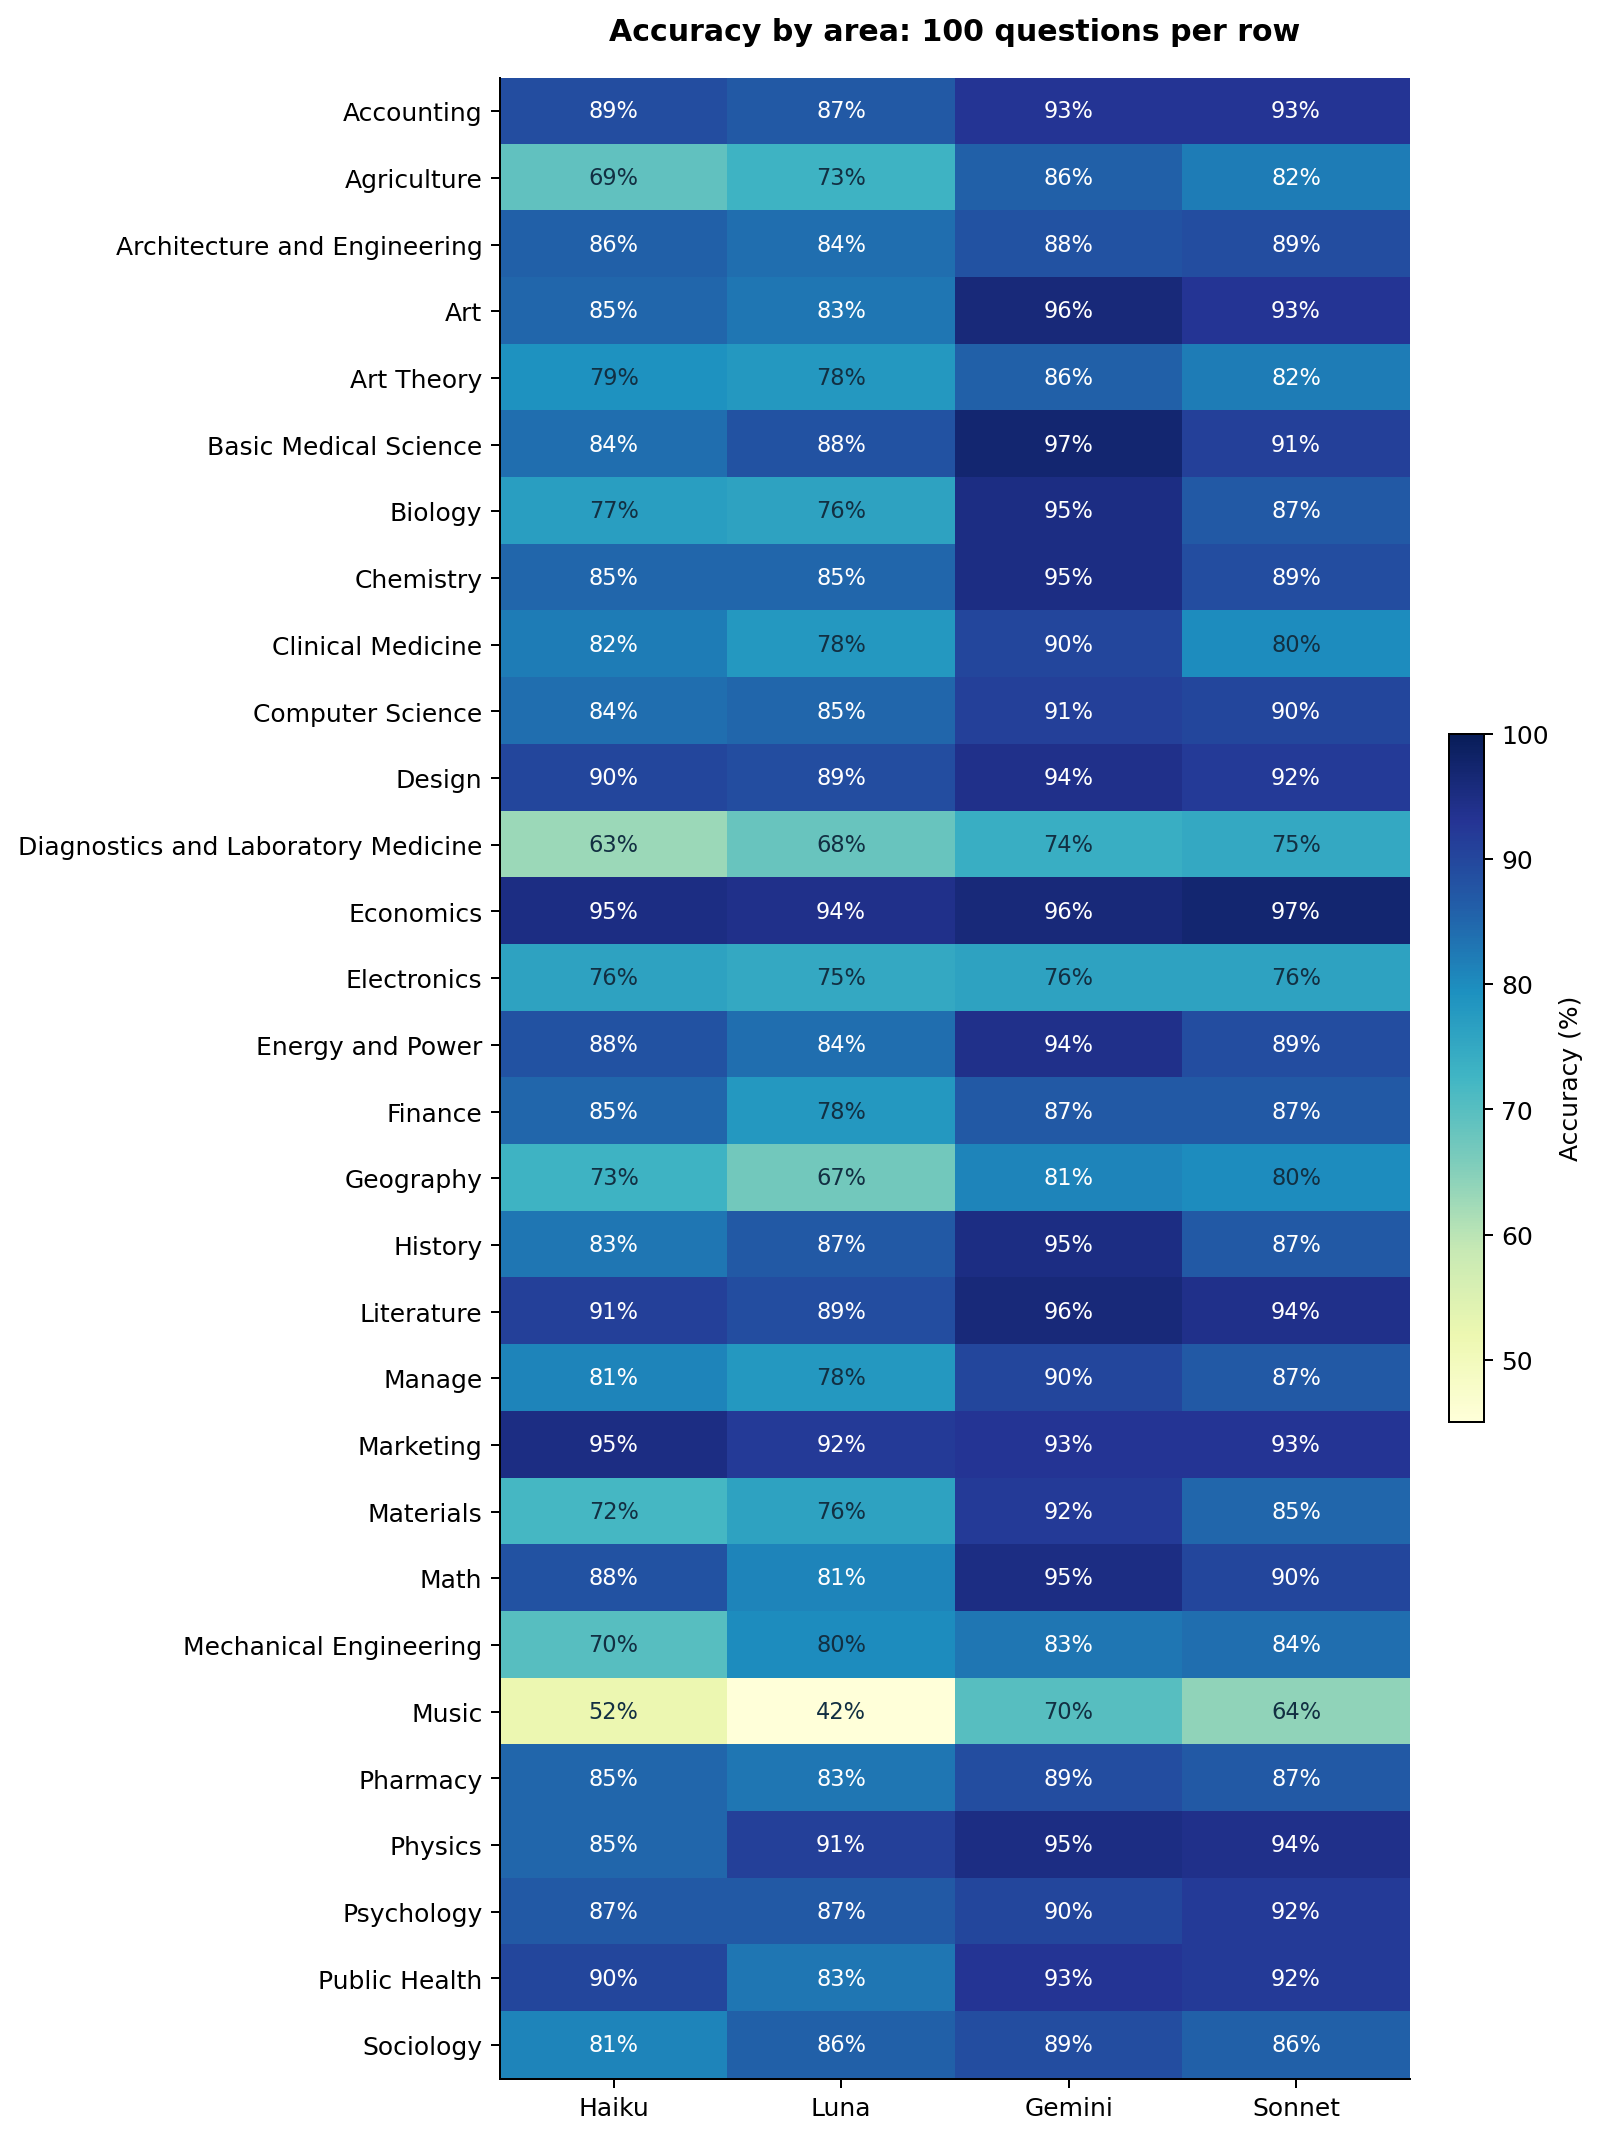 Accuracy by area: 100 questions per row
Accounting 89% 87% 93% 93%
Agriculture 69% 73% 86% 82%
Architecture and Engineering 86% 84% 88% 89%
Art 85% 83% 96% 93%
Art Theory 79% 78% 86% 82%
Basic Medical Science 84% 88% 97% 91%
Biology 77% 76% 95% 87%
Chemistry 85% 85% 95% 89%
Clinical Medicine 82% 78% 90% 80%
Computer Science 84% 85% 91% 90%
Design 90% 89% 94% 92%
Diagnostics and Laboratory Medicine 63% 68% 74% 75%
Economics 95% 94% 96% 97%
Electronics 76% 75% 76% 76%
Energy and Power 88% 84% 94% 89%
Finance 85% 78% 87% 87%
Geography 73% 67% 81% 80%
History 83% 87% 95% 87%
Literature 91% 89% 96% 94%
Manage 81% 78% 90% 87%
Marketing 95% 92% 93% 93%
Materials 72% 76% 92% 85%
Math 88% 81% 95% 90%
Mechanical Engineering 70% 80% 83% 84%
Music 52% 42% 70% 64%
Pharmacy 85% 83% 89% 87%
Physics 85% 91% 95% 94%
Psychology 87% 87% 90% 92%
Public Health 90% 83% 93% 92%
Sociology 81% 86% 89% 86%
Haiku Luna Gemini Sonnet
100
90
80
70
60
50
Accuracy (%)